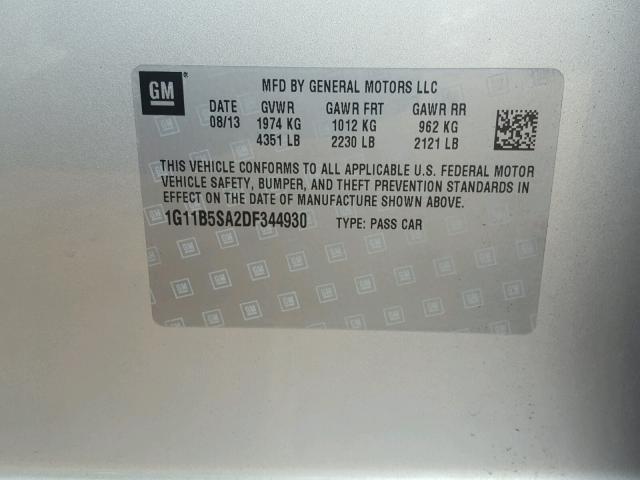 GM
MFD BY GENERAL MOTORS LLC
DATE GVWR GAWR FRT GAWR RR
08/13 1974 KG 1012 KG 962 KG
4351 LB 2230 LB 2121 LB
THIS VEHICLE CONFORMS TO ALL APPLICABLE U.S. FEDERAL MOTOR
VEHICLE SAFETY, BUMPER, AND THEFT PREVENTION STANDARDS IN
EFFECT ON THE DATE OF MANUFACTURE SHOWN ABOVE.
1G11B5SA2DF344930 TYPE: PASS CAR